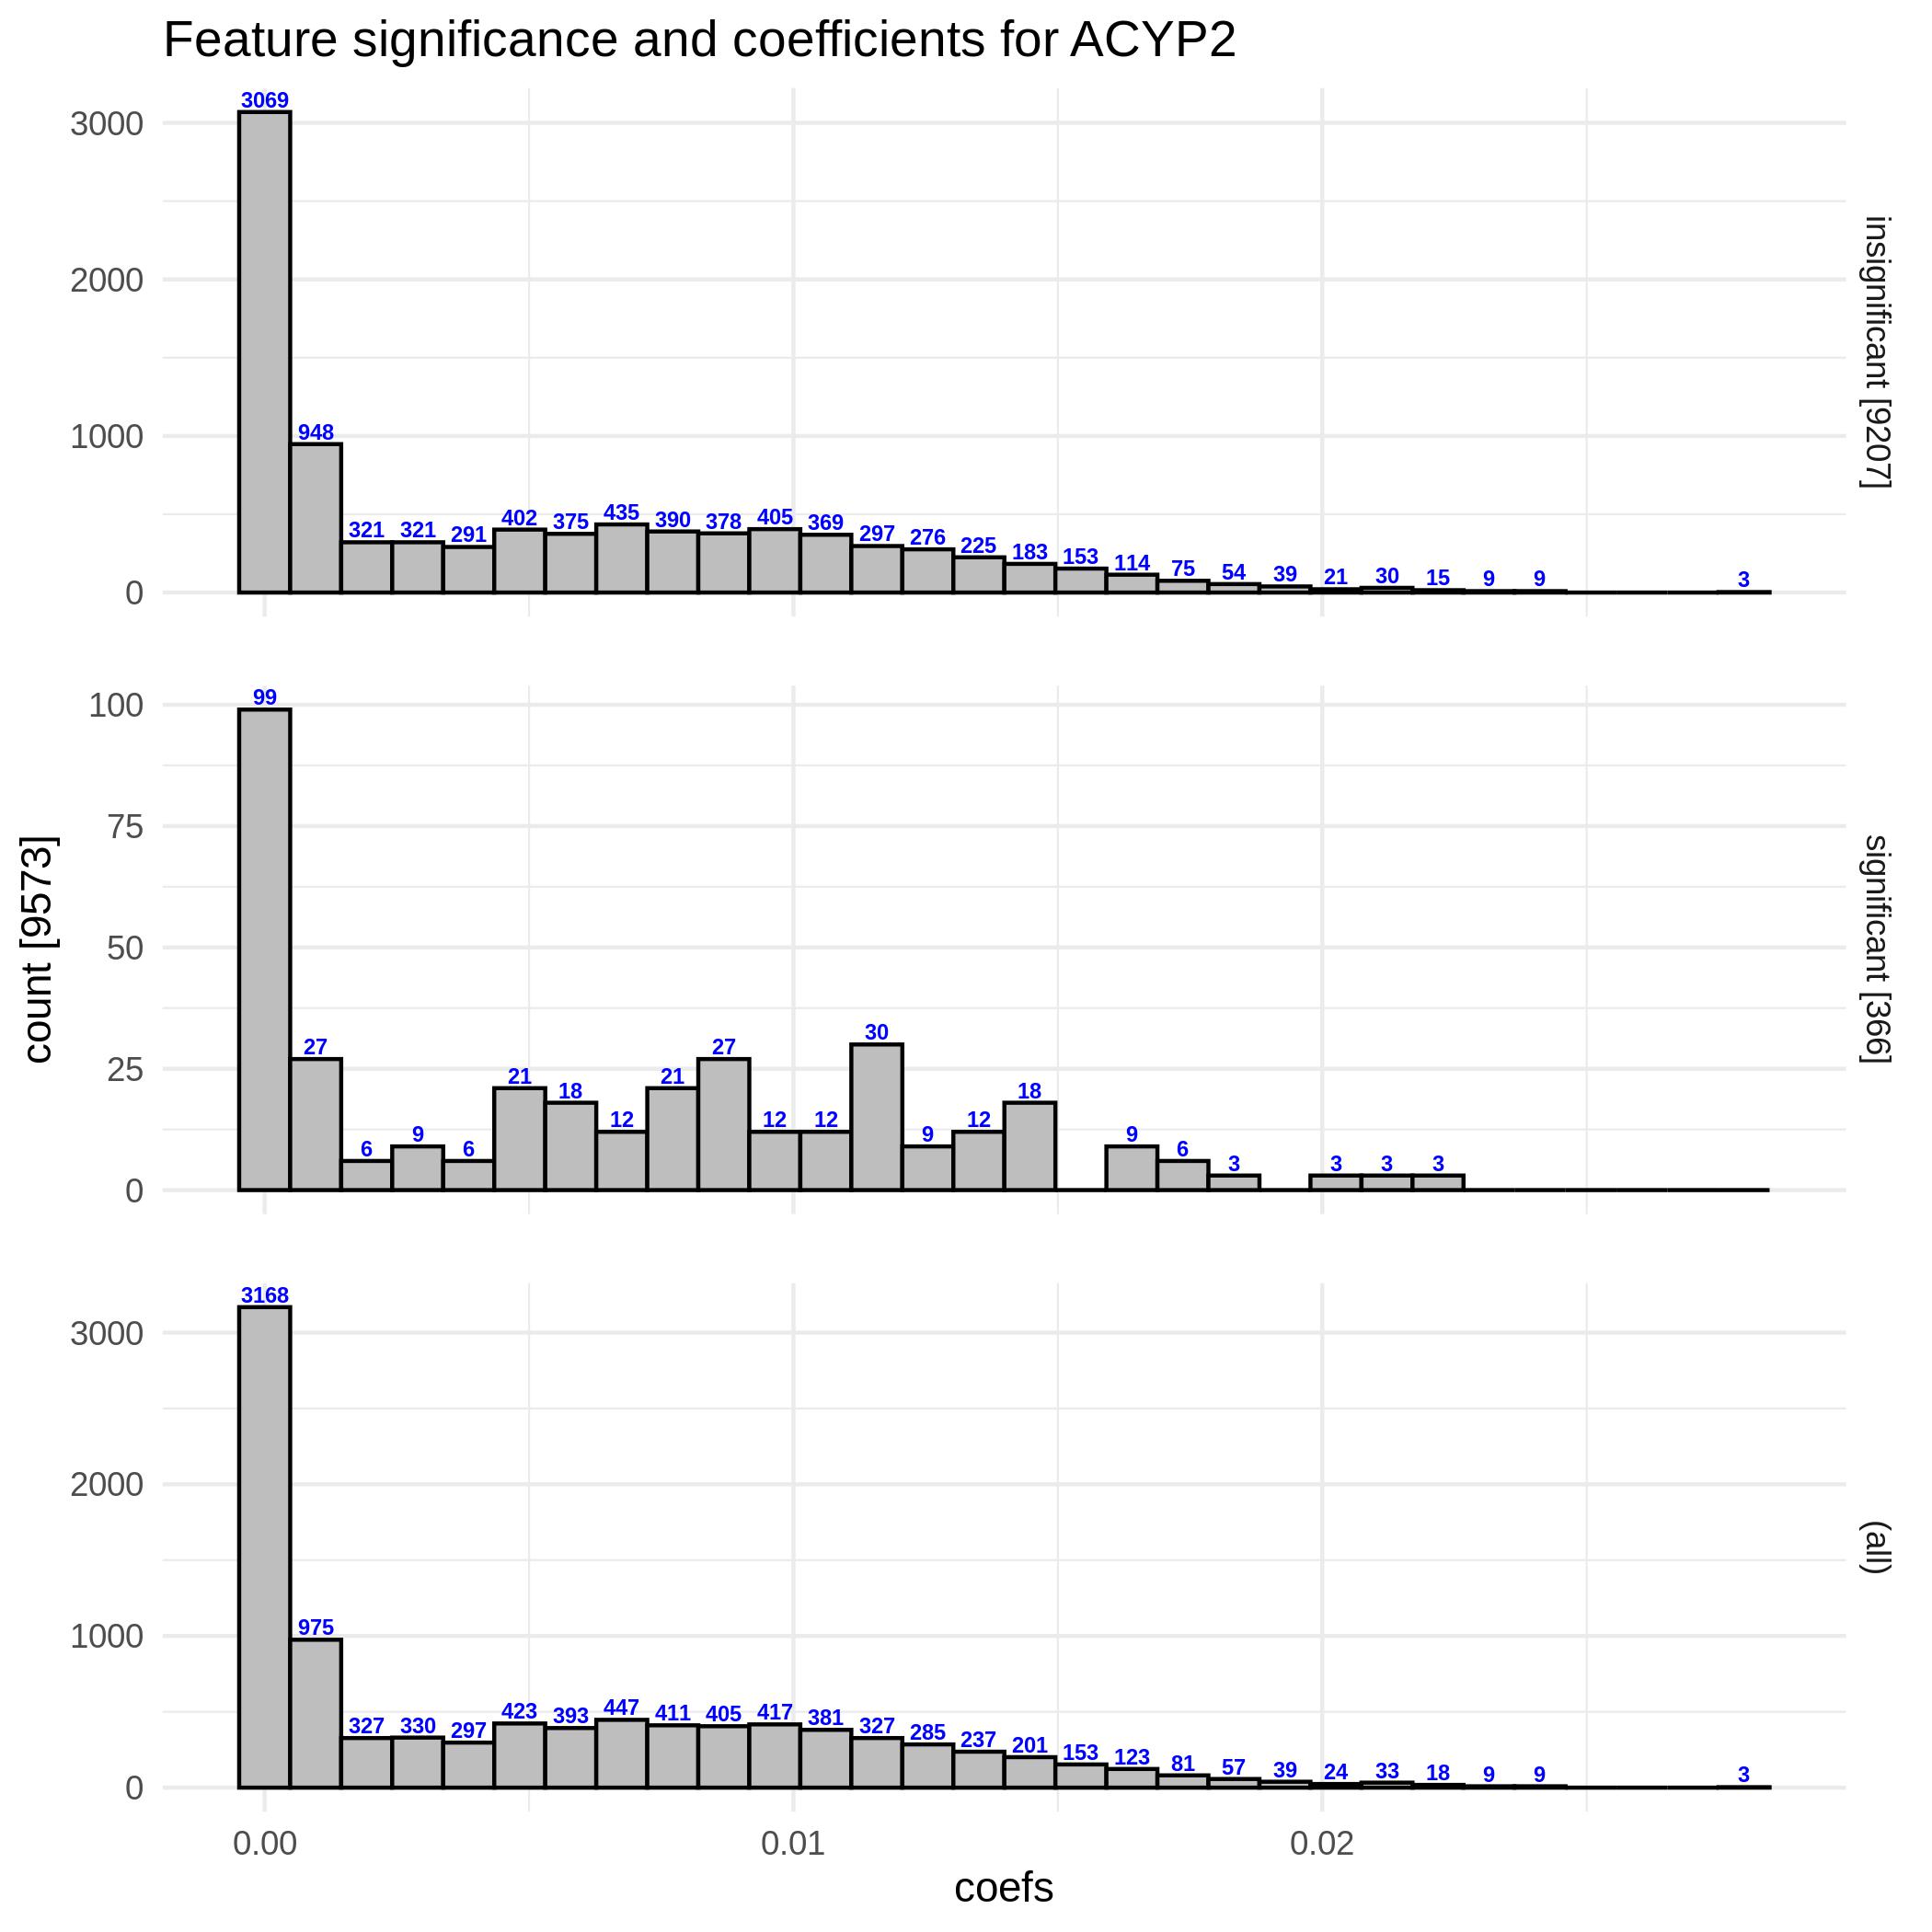 Feature significance and coefficients for ACYP2
3069
3000
2000
1000
0
948
321 321 291 402 375 435 390 378 405 369 297 276 225 183 153 114 75 54 39 21 30 15 9 9 3
insignificant [9207]
count [9573]
100
75
50
25
0
99
27 6 9 6 21 18 12 21 27 12 12 30 9 12 18 9 6 3 3 3 3
significant [366]
3168
3000
2000
1000
0
975
327 330 297 423 393 447 411 405 417 381 327 285 237 201 153 123 81 57 39 24 33 18 9 9 3
(all)
0.00 0.01 0.02
coefs